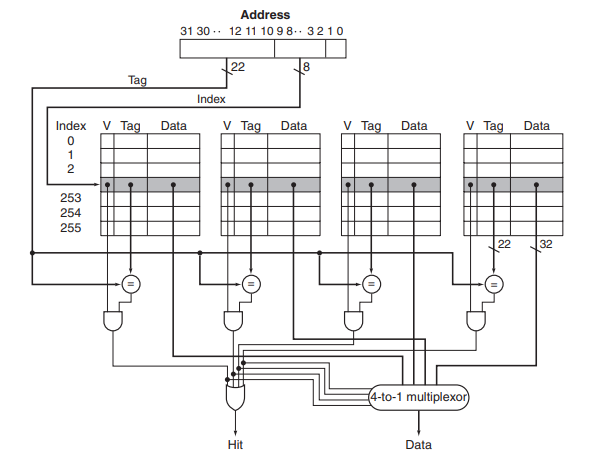 Address
31 30 ·· 12 11 10 9 8 ·· 3 2 1 0
22
8
Tag
Index
Index V Tag Data V Tag Data V Tag Data V Tag Data
0
1
2
253
254
255
22
32
= = = =
4-to-1 multiplexor
Hit
Data